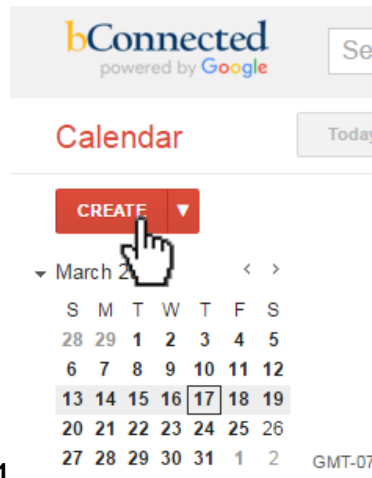 bConnected
powered by Google
Se
Calendar
Today
CREATE
March 2
S M T W T F S
28 29 1 2 3 4 5
6 7 8 9 10 11 12
13 14 15 16 17 18 19
20 21 22 23 24 25 26
27 28 29 30 31 1 2
GMT-07